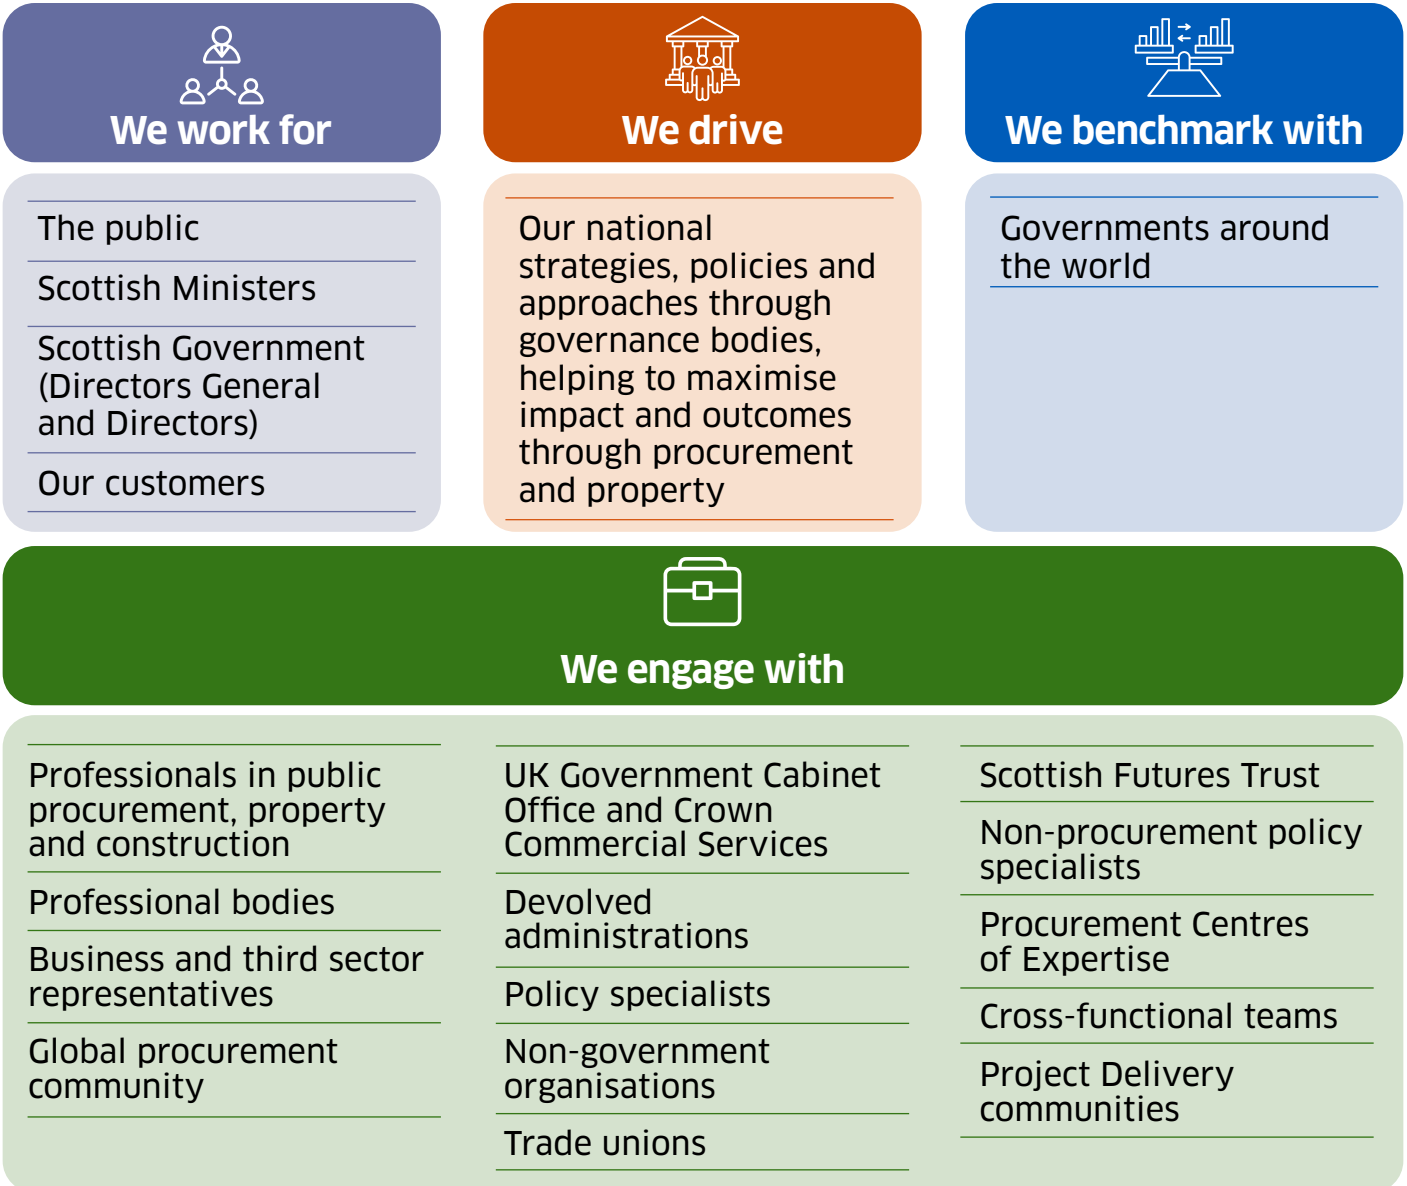 We work for
The public
Scottish Ministers
Scottish Government
(Directors General
and Directors)
Our customers
We drive
Our national
strategies, policies and
approaches through
governance bodies,
helping to maximise
impact and outcomes
through procurement
and property
We benchmark with
Governments around
the world
We engage with
Professionals in public
procurement, property
and construction
Professional bodies
Business and third sector
representatives
Global procurement
community
UK Government Cabinet
Office and Crown
Commercial Services
Devolved
administrations
Policy specialists
Non-government
organisations
Trade unions
Scottish Futures Trust
Non-procurement policy
specialists
Procurement Centres
of Expertise
Cross-functional teams
Project Delivery
communities